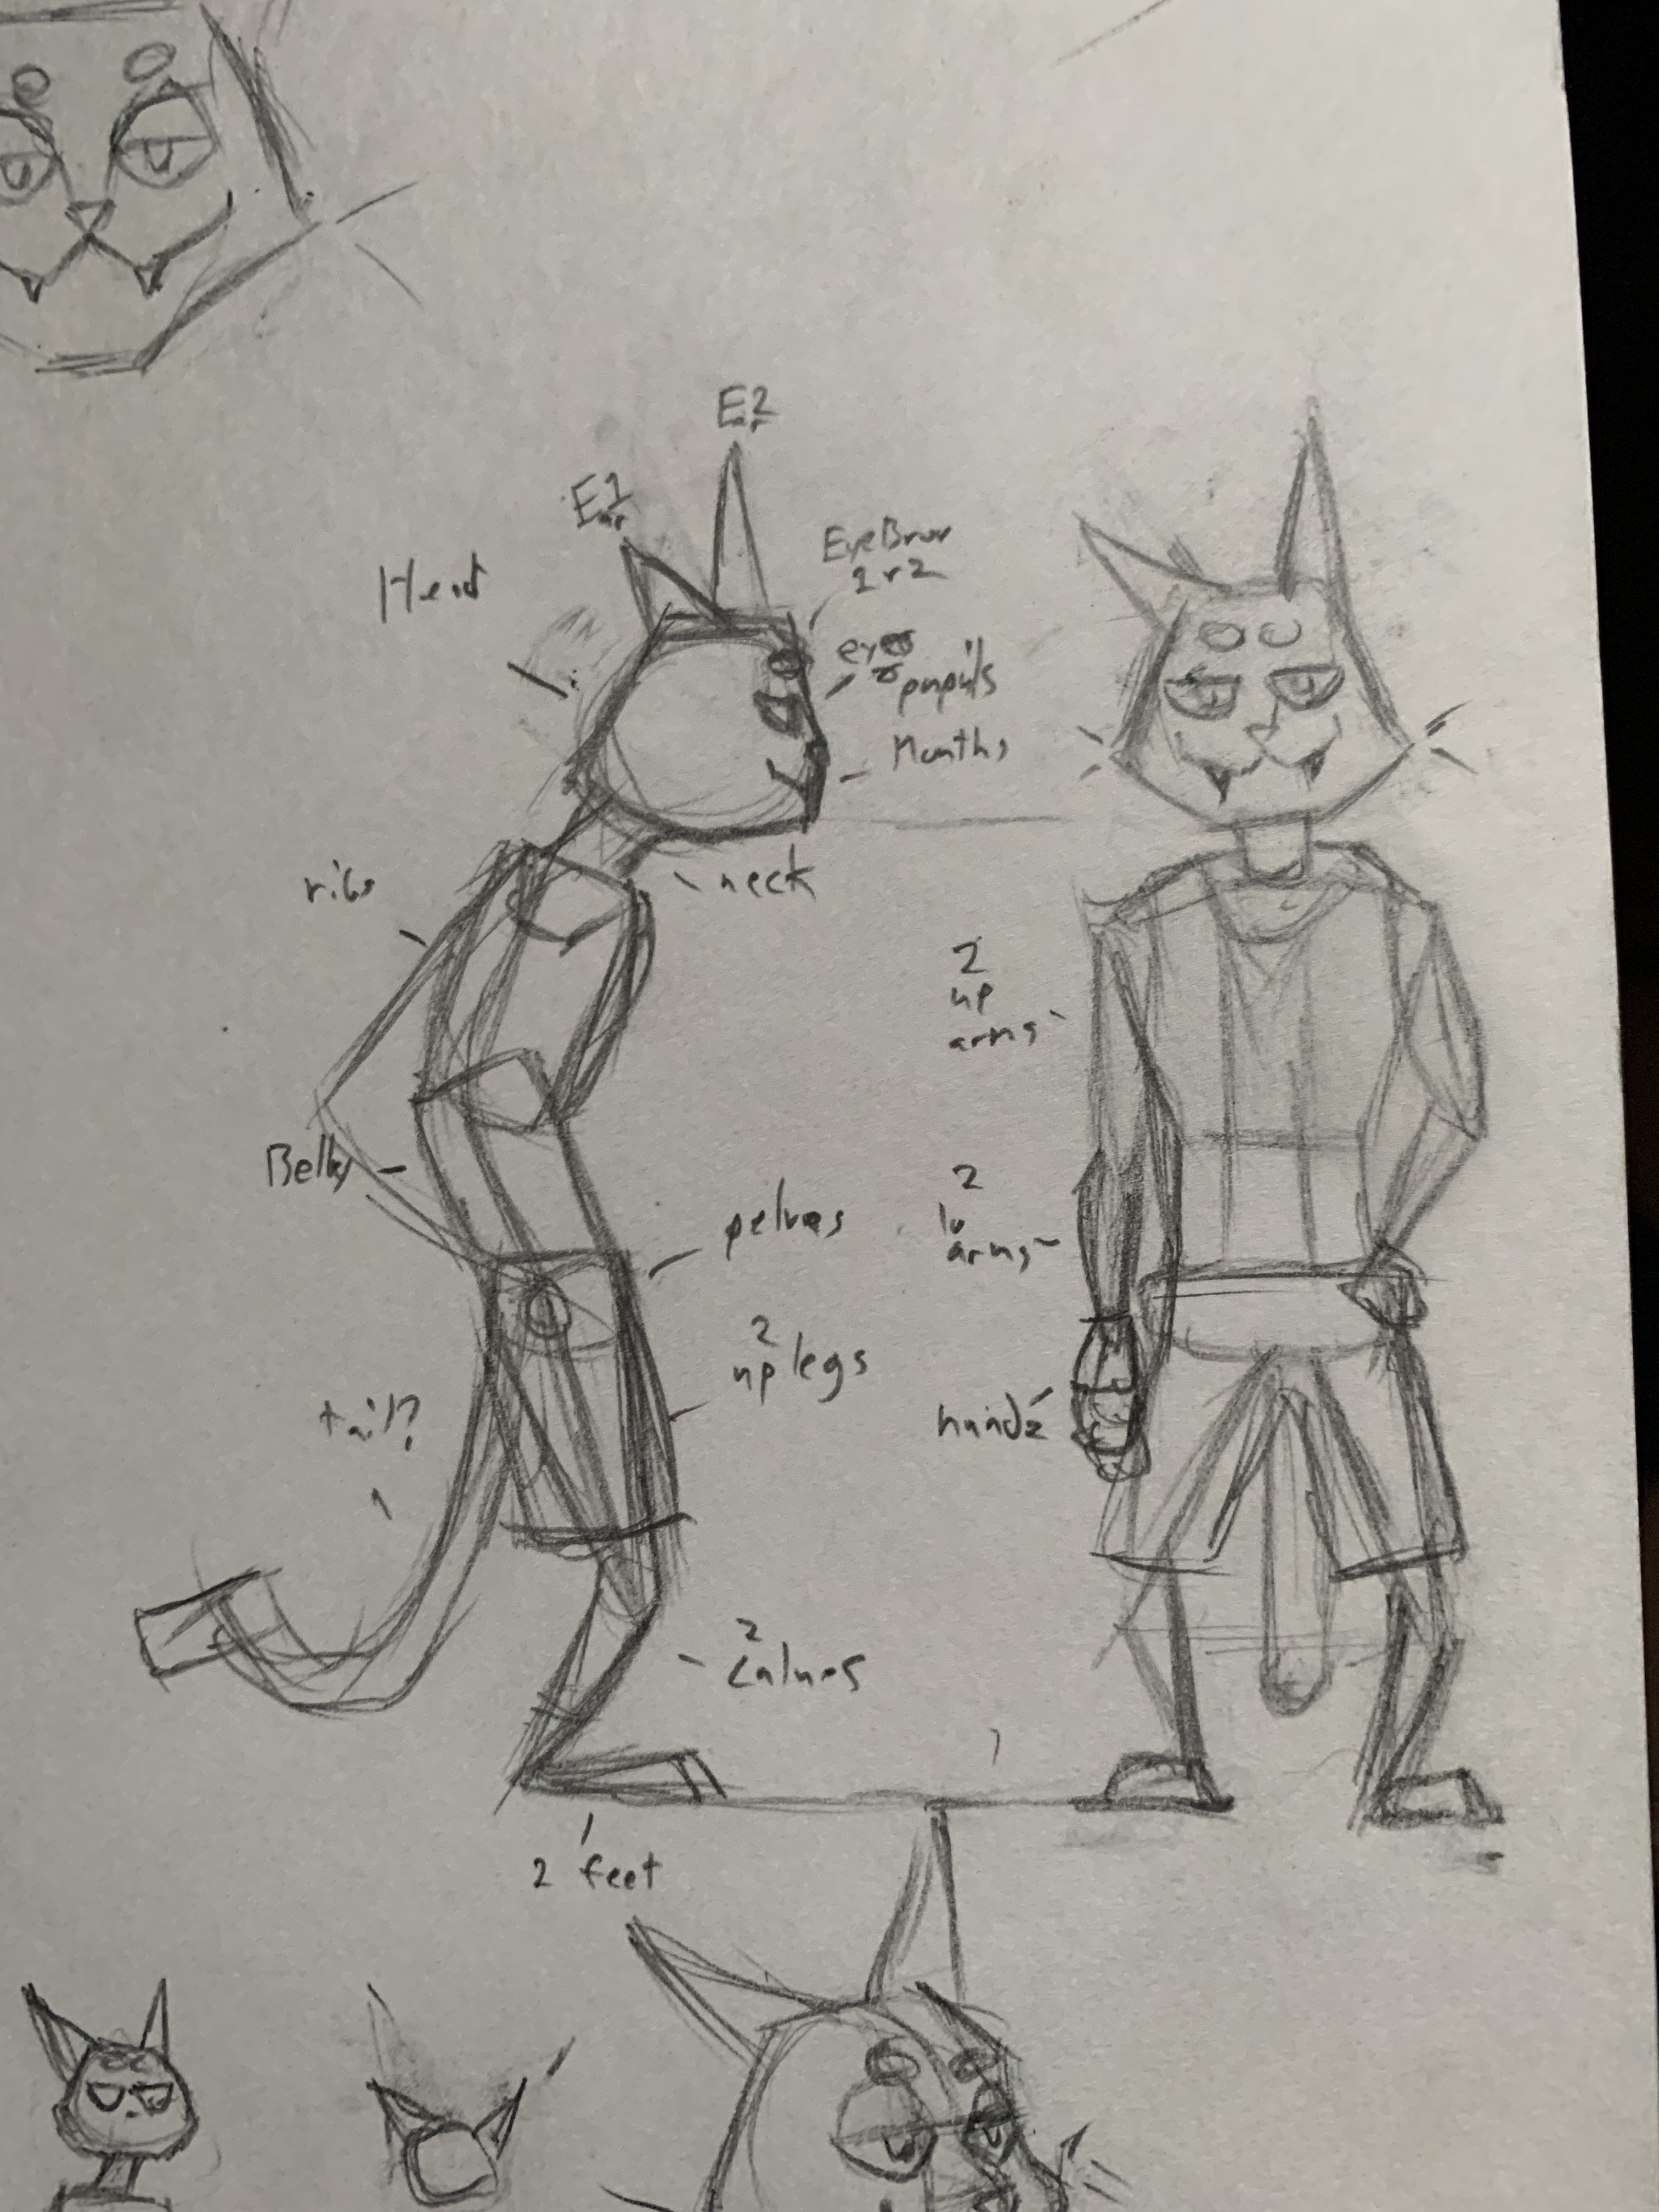 E2
ar
E1
ar
Head
EyeBrow
1 r 2
eyes
pupils
Mouths
ribs
neck
2
up
arms
Belly
pelves
2
lo
arms
2
up legs
tail?
handz
2
calves
2 feet